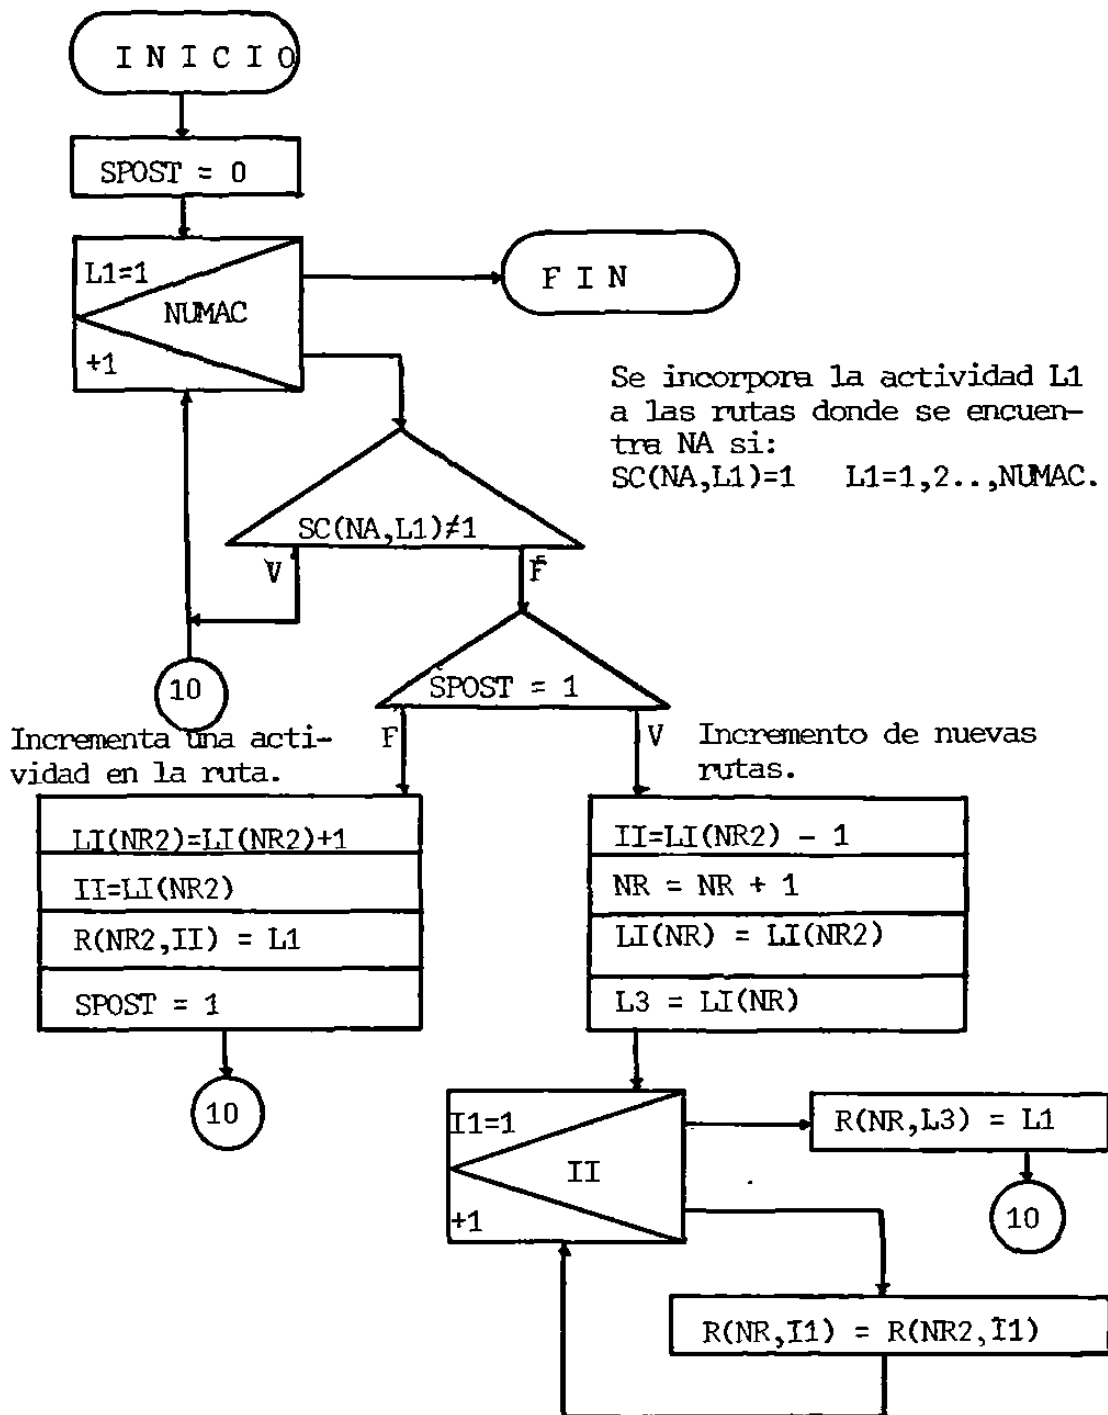 INICIO
SPOST = 0
L1=1
NUMAC
+1
FIN
Se incorpora la actividad L1
a las rutas donde se encuen-
tra NA si:
SC(NA,L1)=1 L1=1,2..,NUMAC.
SC(NA,L1)≠1
V
F
SPOST = 1
10
F
V
Incrementa una acti-
vidad en la ruta.
Incremento de nuevas
rutas.
LI(NR2)=LI(NR2)+1
II=LI(NR2)
R(NR2,II) = L1
SPOST = 1
10
II=LI(NR2) - 1
NR = NR + 1
LI(NR) = LI(NR2)
L3 = LI(NR)
I1=1
II
+1
R(NR,L3) = L1
10
R(NR,I1) = R(NR2,I1)